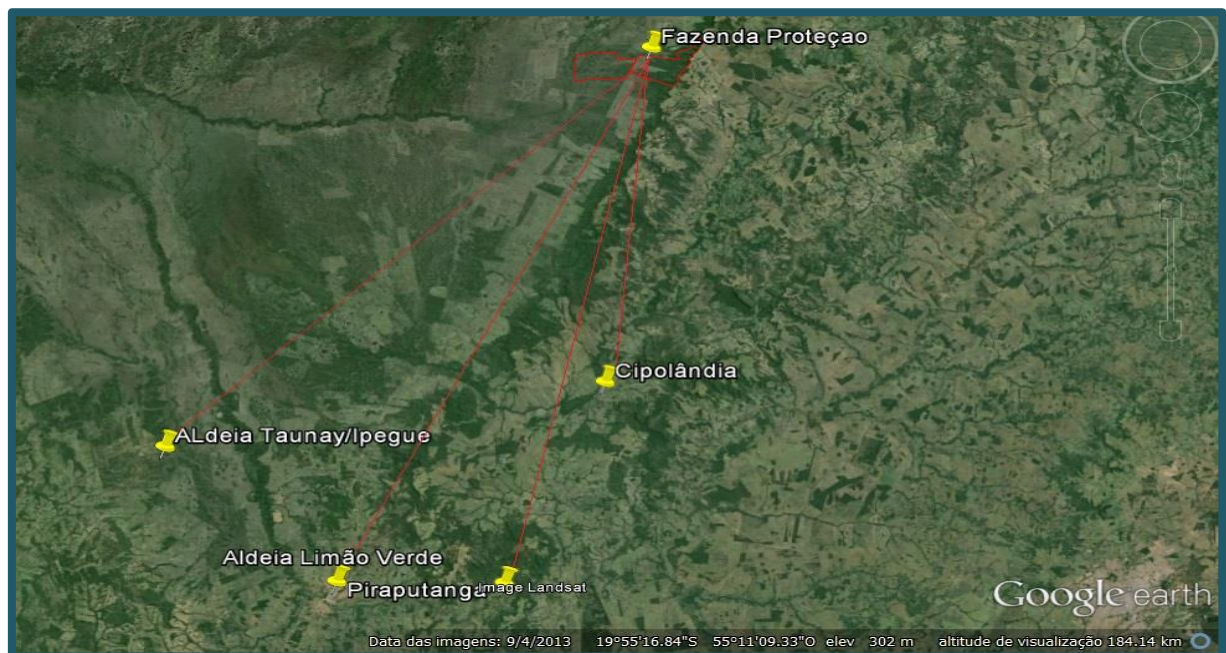 Fazenda Proteçao
Cipolândia
ALdeia Taunay/Ipegue
Aldeia Limão Verde
Piraputanga
Image Landsat
Google earth
Data das imagens: 9/4/2013 19°55'16.84"S 55°11'09.33"O elev 302 m altitude de visualização 184.14 km